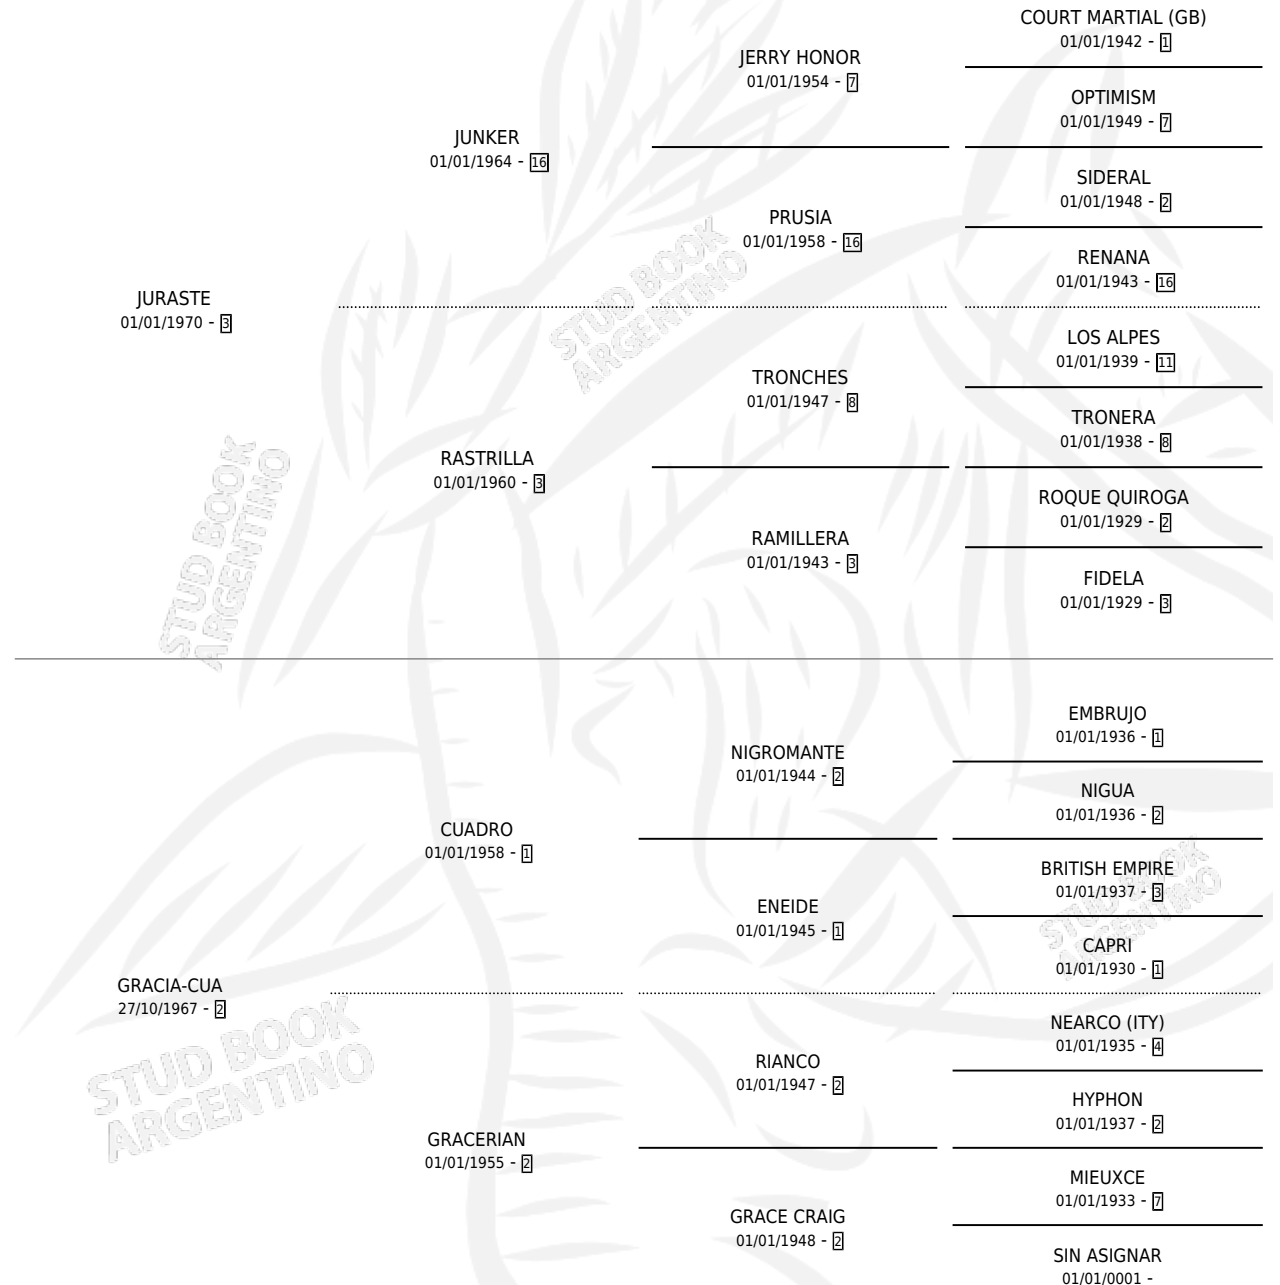 COURT MARTIAL (GB)
01/01/1942 - 1
JERRY HONOR
01/01/1954 - 7
OPTIMISM
01/01/1949 - 7
JUNKER
01/01/1964 - 16
SIDERAL
01/01/1948 - 2
PRUSIA
01/01/1958 - 16
RENANA
01/01/1943 - 16
JURASTE
01/01/1970 - 3
LOS ALPES
01/01/1939 - 11
TRONCHES
01/01/1947 - 8
TRONERA
01/01/1938 - 8
RASTRILLA
01/01/1960 - 3
ROQUE QUIROGA
01/01/1929 - 2
RAMILLERA
01/01/1943 - 3
FIDELA
01/01/1929 - 3
EMBRUJO
01/01/1936 - 1
NIGROMANTE
01/01/1944 - 2
NIGUA
01/01/1936 - 2
CUADRO
01/01/1958 - 1
BRITISH EMPIRE
01/01/1937 - 3
ENEIDE
01/01/1945 - 1
CAPRI
01/01/1930 - 1
GRACIA-CUA
27/10/1967 - 2
NEARCO (ITY)
01/01/1935 - 4
RIANCO
01/01/1947 - 2
HYPHON
01/01/1937 - 2
GRACERIAN
01/01/1955 - 2
MIEUXCE
01/01/1933 - 7
GRACE CRAIG
01/01/1948 - 2
SIN ASIGNAR
01/01/0001 -
STUD BOOK
ARGENTINO
STUD BOOK
ARGENTINO
STUD BOOK
ARGENTINO
STUD BOOK
ARGENTINO